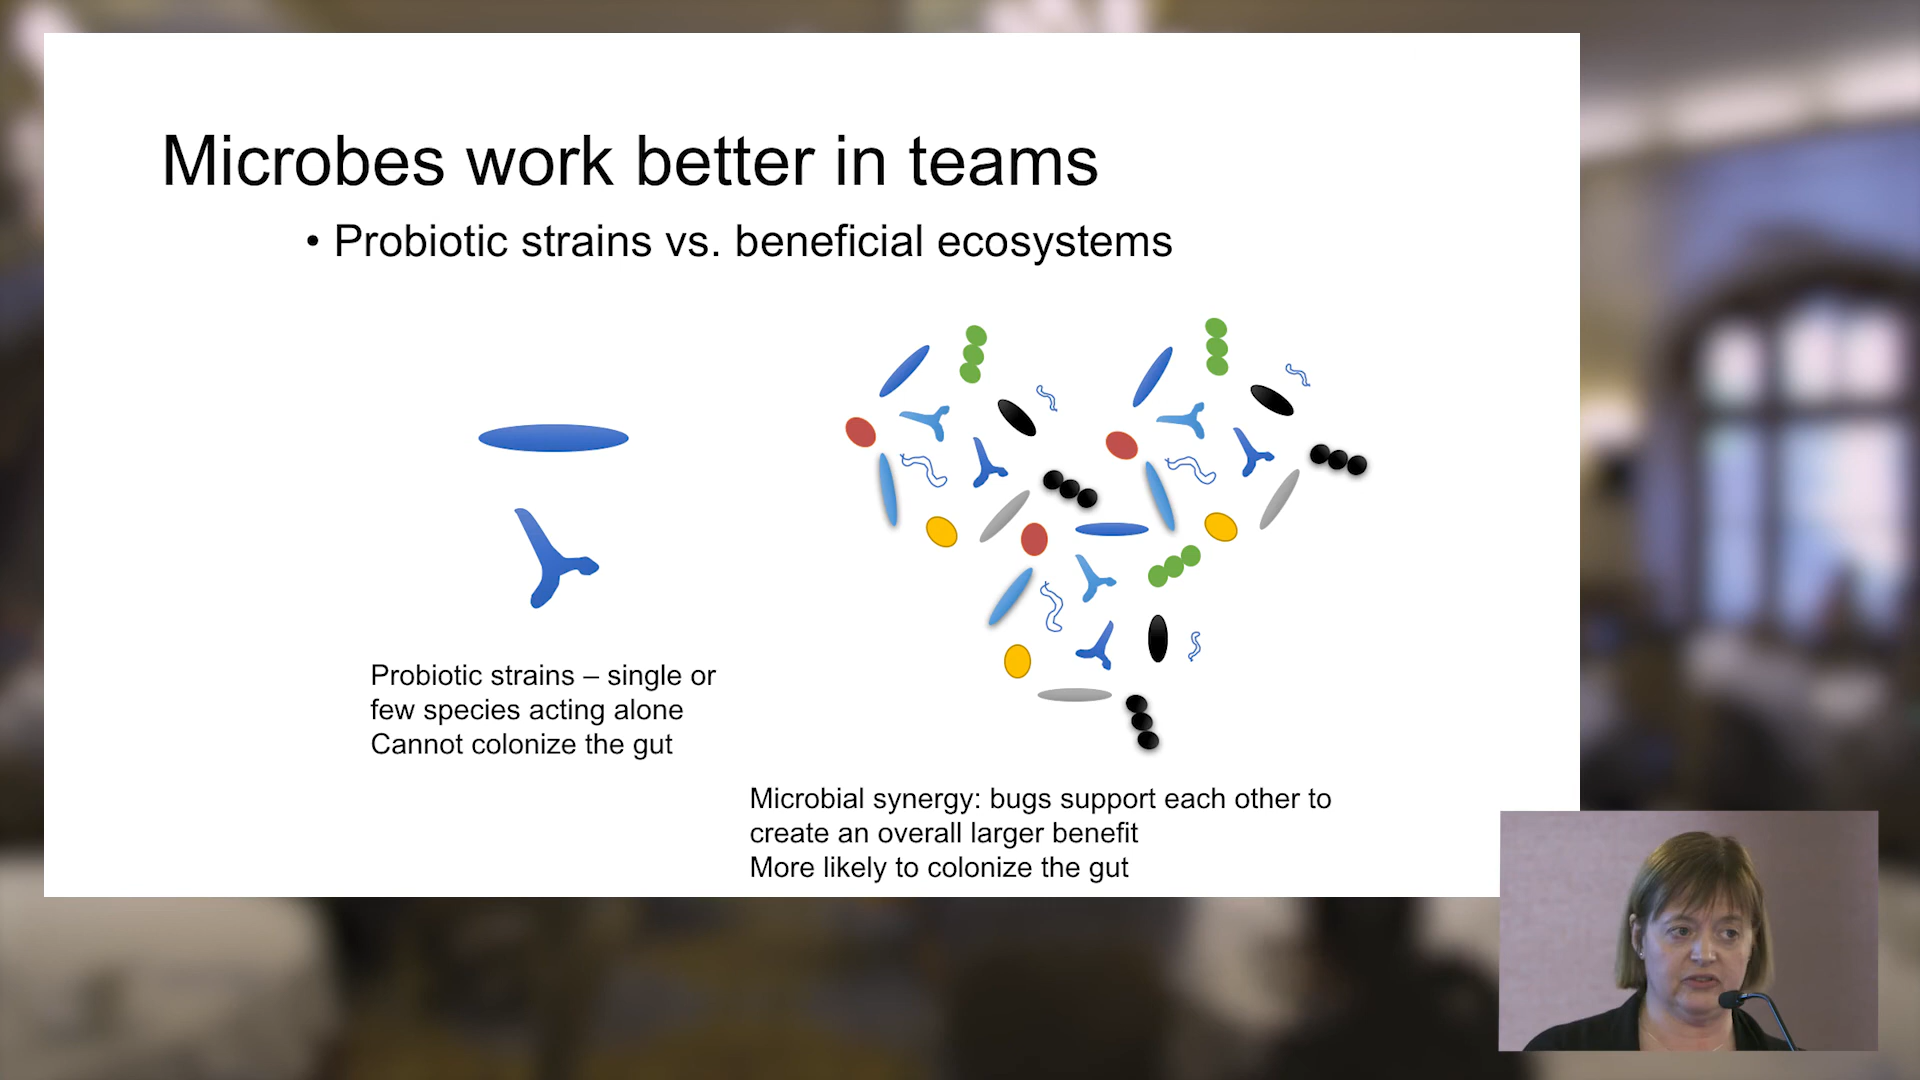 Microbes work better in teams
• Probiotic strains vs. beneficial ecosystems
Probiotic strains – single or
few species acting alone
Cannot colonize the gut
Microbial synergy: bugs support each other to
create an overall larger benefit
More likely to colonize the gut